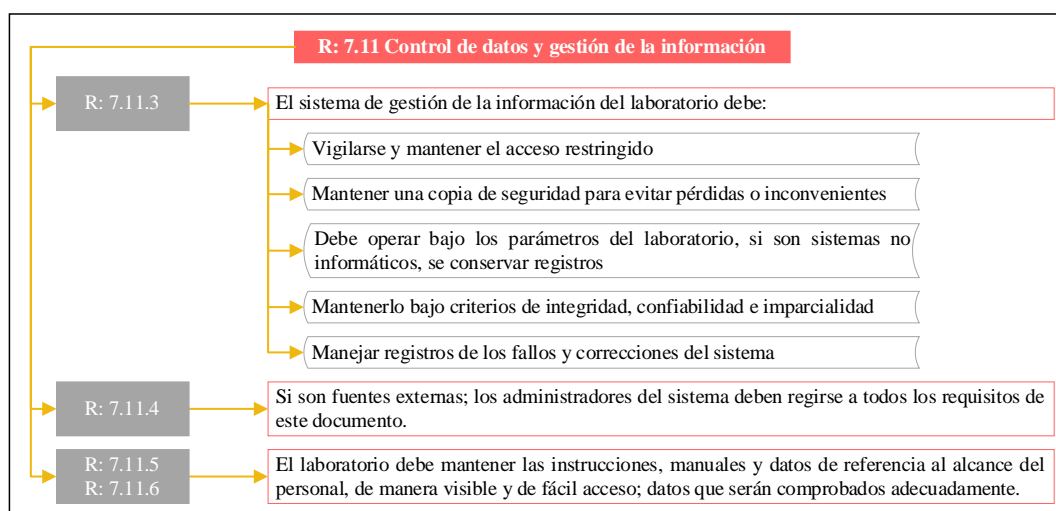 R: 7.11 Control de datos y gestión de la información
R: 7.11.3
El sistema de gestión de la información del laboratorio debe:
Vigilarse y mantener el acceso restringido
Mantener una copia de seguridad para evitar pérdidas o inconvenientes
Debe operar bajo los parámetros del laboratorio, si son sistemas no
informáticos, se conservar registros
Mantenerlo bajo criterios de integridad, confiabilidad e imparcialidad
Manejar registros de los fallos y correcciones del sistema
R: 7.11.4
Si son fuentes externas; los administradores del sistema deben regirse a todos los requisitos de
este documento.
R: 7.11.5
R: 7.11.6
El laboratorio debe mantener las instrucciones, manuales y datos de referencia al alcance del
personal, de manera visible y de fácil acceso; datos que serán comprobados adecuadamente.